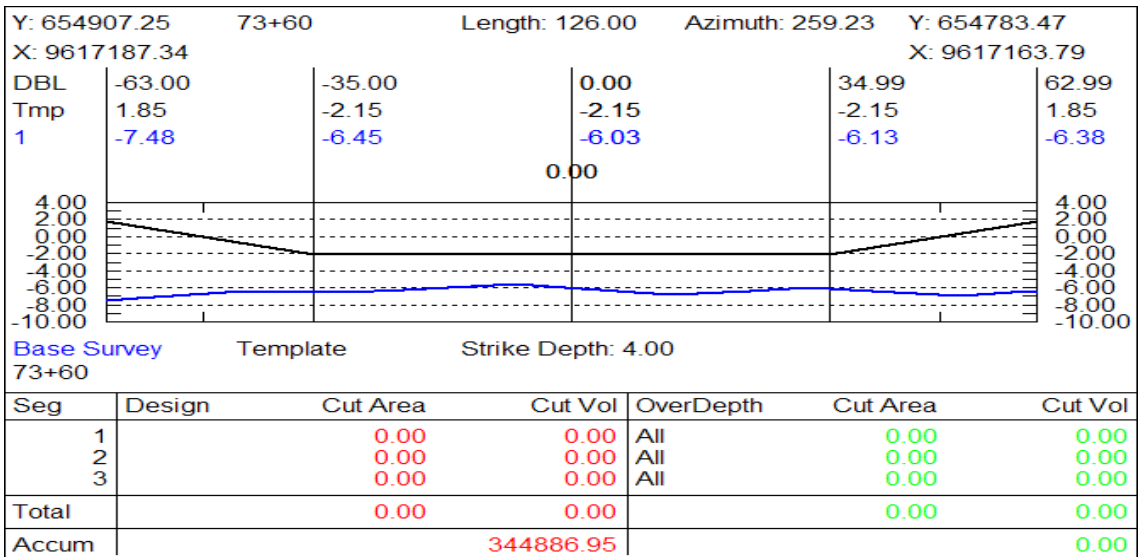 Y: 654907.25 73+60 Length: 126.00 Azimuth: 259.23 Y: 654783.47
X: 9617187.34 X: 9617163.79
DBL -63.00 -35.00 0.00 34.99 62.99
Tmp 1.85 -2.15 -2.15 -2.15 1.85
1 -7.48 -6.45 -6.03 -6.13 -6.38
0.00
4.00 4.00
2.00 2.00
0.00 0.00
-2.00 -2.00
-4.00 -4.00
-6.00 -6.00
-8.00 -8.00
-10.00 -10.00
Base Survey Template Strike Depth: 4.00
73+60
Seg Design Cut Area Cut Vol OverDepth Cut Area Cut Vol
1 0.00 0.00 All 0.00 0.00
2 0.00 0.00 All 0.00 0.00
3 0.00 0.00 All 0.00 0.00
Total 0.00 0.00 0.00 0.00
Accum 344886.95 0.00